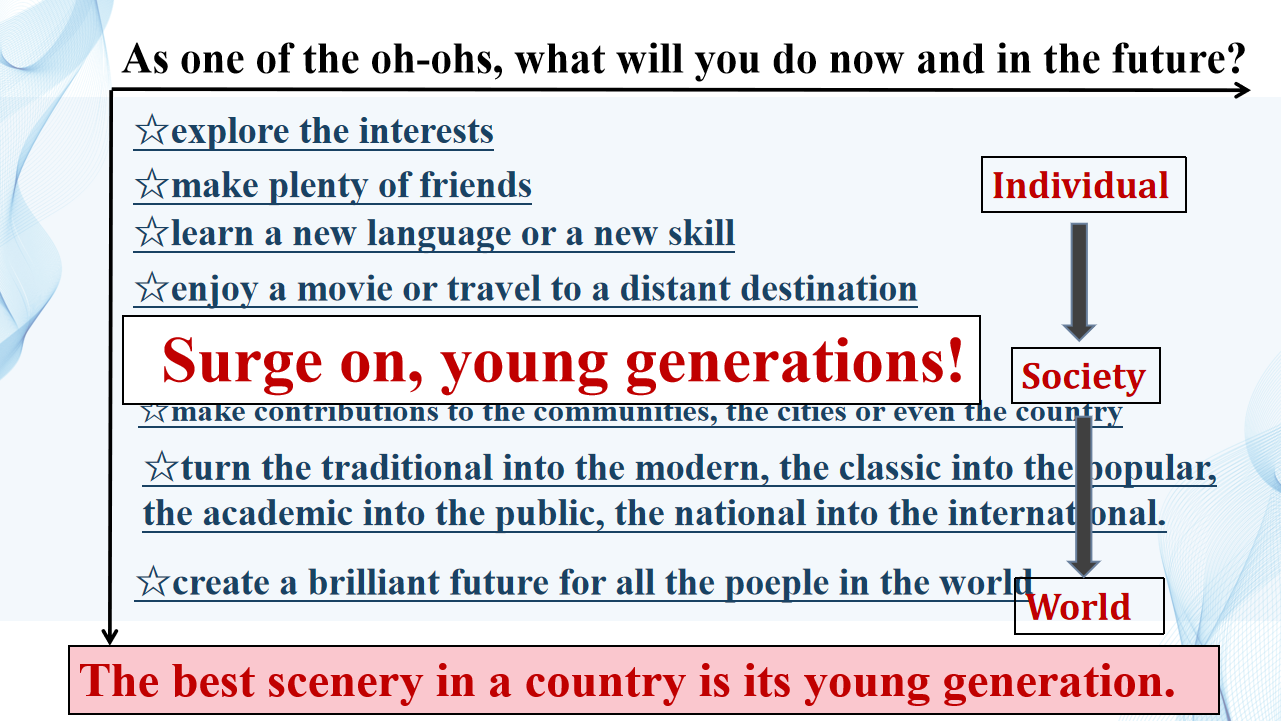 As one of the oh-ohs, what will you do now and in the future?
☆explore the interests
☆make plenty of friends
Individual
☆learn a new language or a new skill
☆enjoy a movie or travel to a distant destination
Surge on, young generations!
Society
☆make contributions to the communities, the cities or even the country
☆turn the traditional into the modern, the classic into the popular,
the academic into the public, the national into the international.
☆create a brilliant future for all the poeple in the world
World
The best scenery in a country is its young generation.